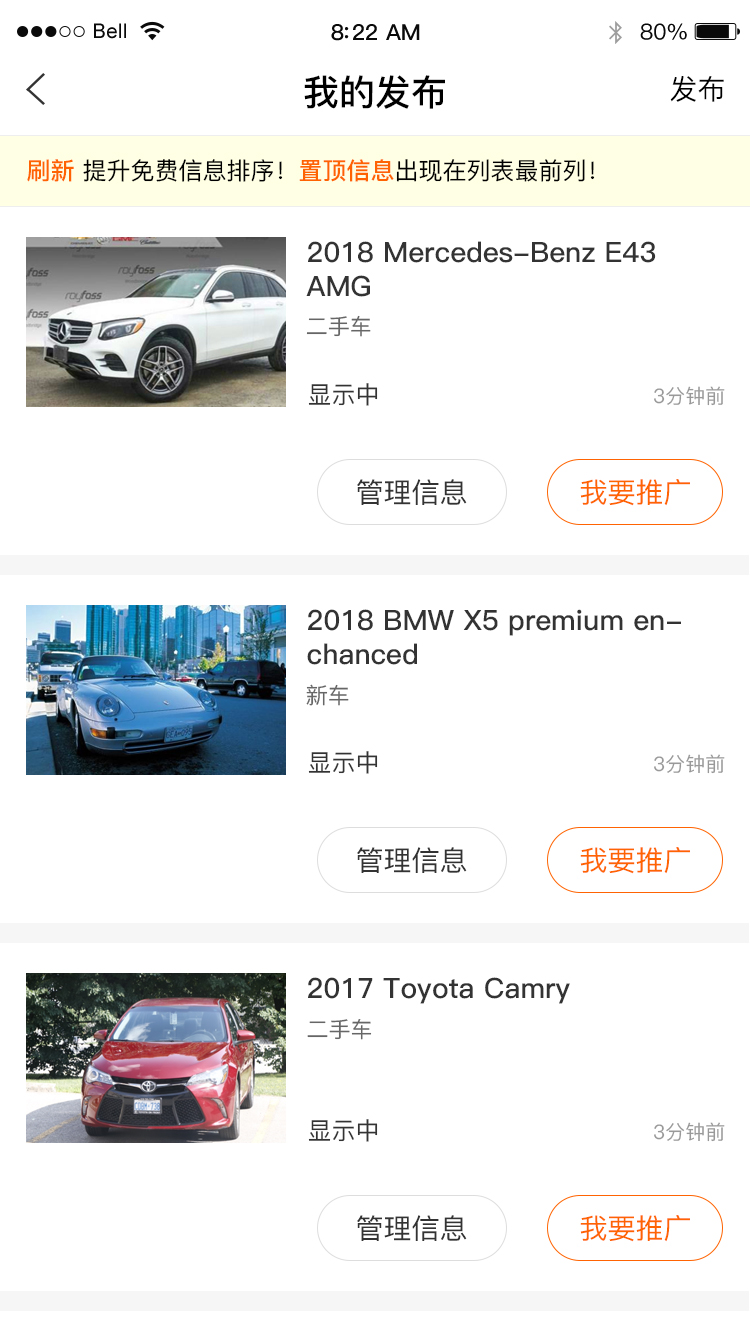 Bell 8:22 AM 80%
我的发布 发布
刷新 提升免费信息排序！置顶信息出现在列表最前列！
royfoss
royfoss
royfoss
2018 Mercedes-Benz E43
AMG
二手车
显示中 3分钟前
管理信息 我要推广
2018 BMW X5 premium en-
chanced
新车
显示中 3分钟前
管理信息 我要推广
2017 Toyota Camry
二手车
显示中 3分钟前
管理信息 我要推广